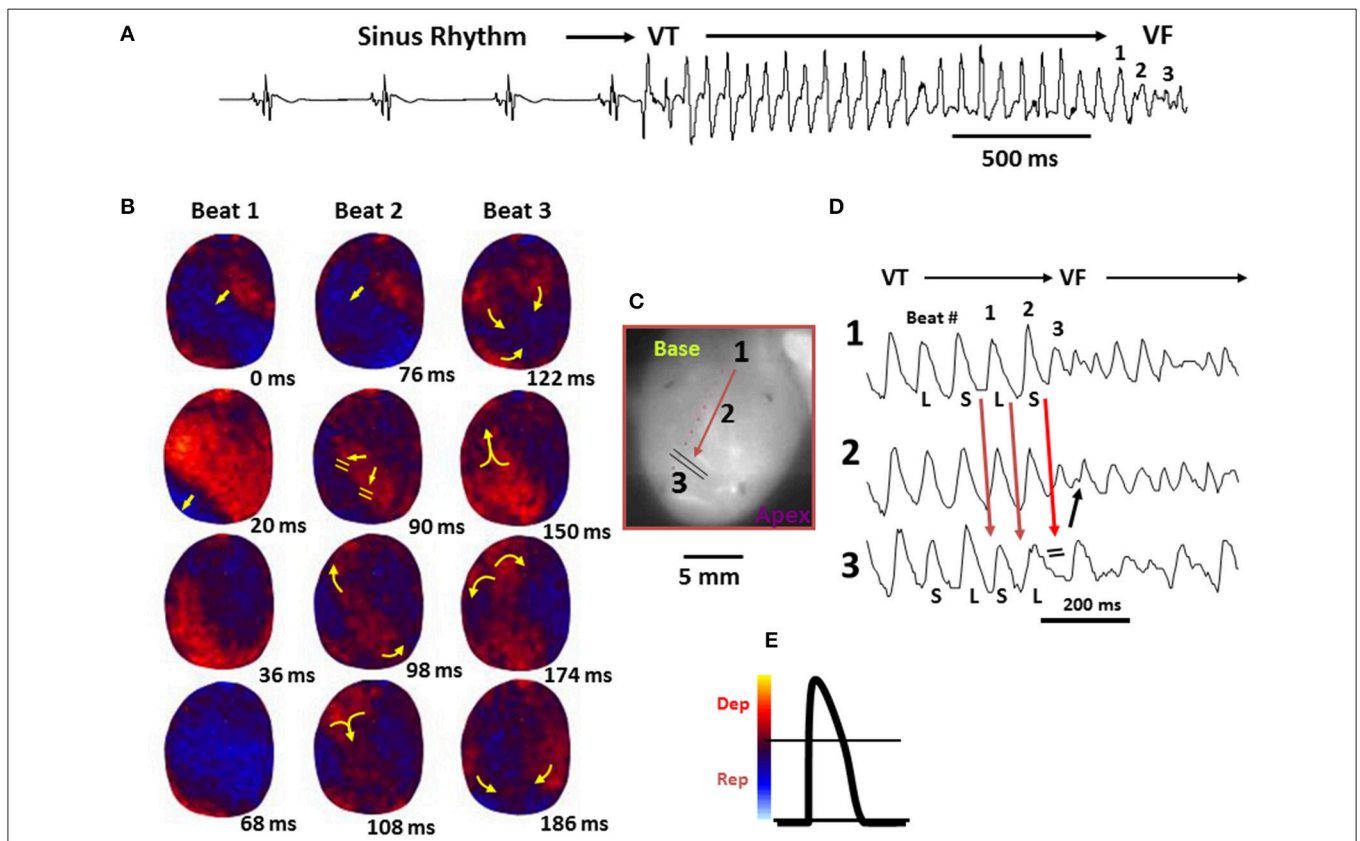 A
Sinus Rhythm VT VF
1
2
3
500 ms
B
Beat 1 Beat 2 Beat 3
0 ms 76 ms 122 ms
20 ms 90 ms 150 ms
36 ms 98 ms 174 ms
68 ms 108 ms 186 ms
C
Base 1
2
3
Apex
5 mm
D
VT VF
Beat # 1 2 3
1
L S L S
2
3
S L S L
200 ms
E
Dep
Rep